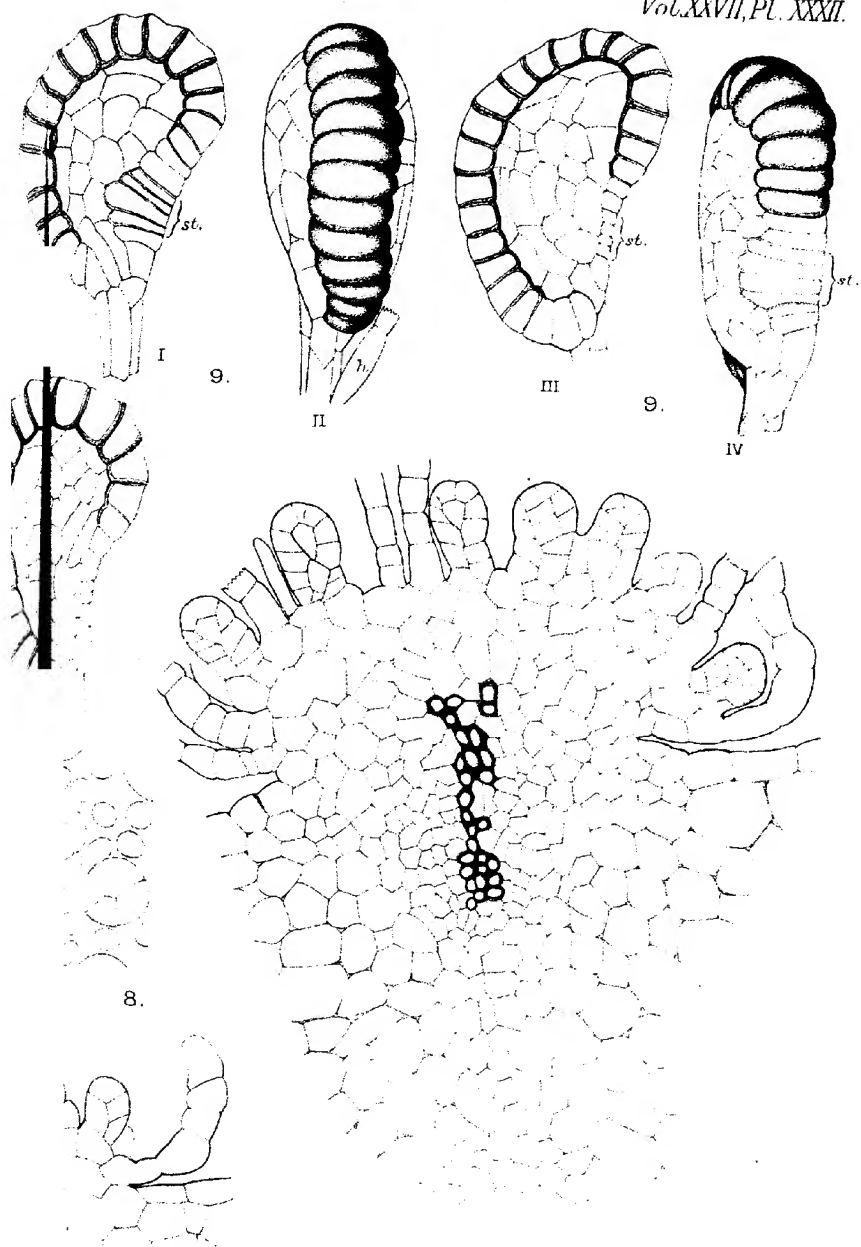 Vol.XXVII, Pl. XXXII.
st.
st.
st.
I
9.
h.
II
III
9.
IV
8.